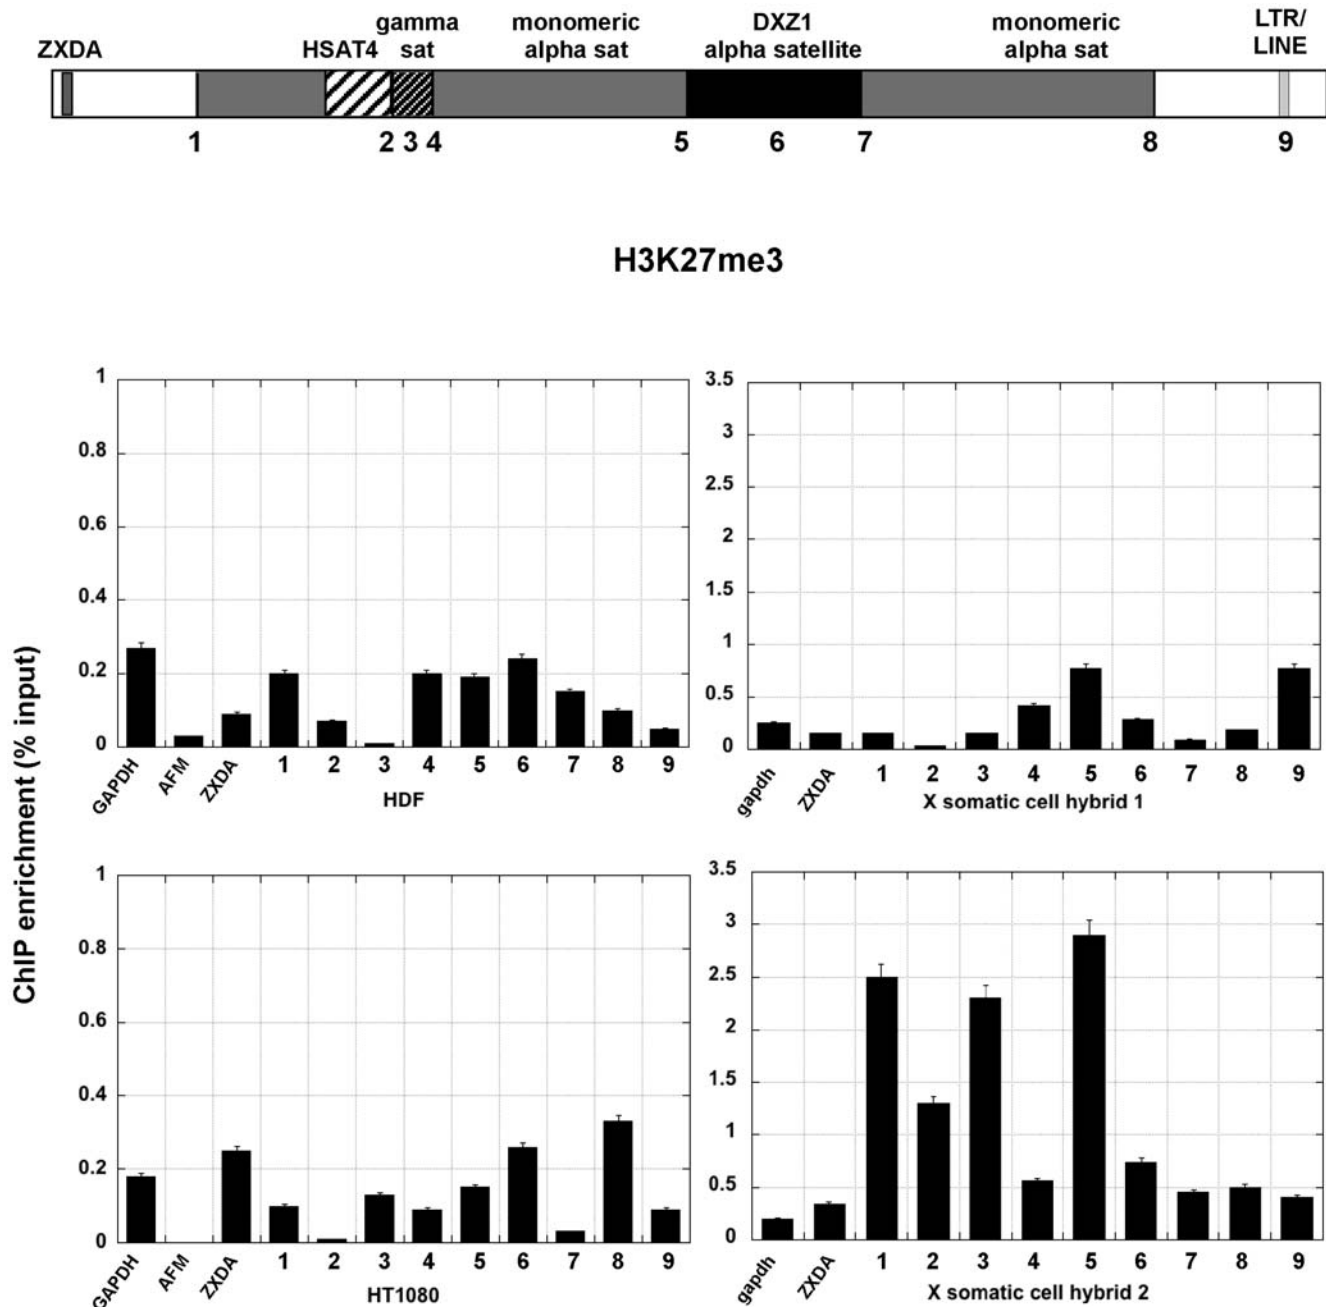 ZXDA HSAT4 gamma sat monomeric alpha sat DXZ1 alpha satellite monomeric alpha sat LTR/ LINE
1 2 3 4 5 6 7 8 9
H3K27me3
ChIP enrichment (% input)
1
0.8
0.6
0.4
0.2
0
GAPDH AFM ZXDA 1 2 3 4 5 6 7 8 9
HDF
3.5
3
2.5
2
1.5
1
0.5
0
gapdh ZXDA 1 2 3 4 5 6 7 8 9
X somatic cell hybrid 1
1
0.8
0.6
0.4
0.2
0
GAPDH AFM ZXDA 1 2 3 4 5 6 7 8 9
HT1080
3.5
3
2.5
2
1.5
1
0.5
0
gapdh ZXDA 1 2 3 4 5 6 7 8 9
X somatic cell hybrid 2